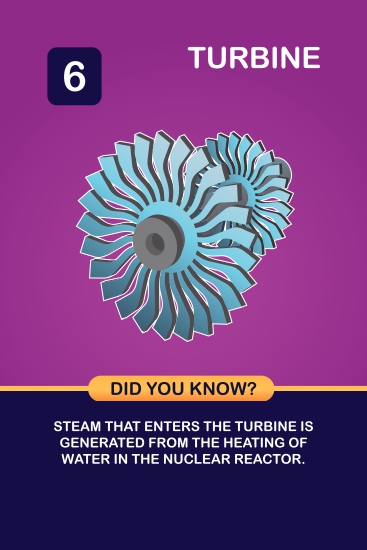 TURBINE
6
DID YOU KNOW?
STEAM THAT ENTERS THE TURBINE IS
GENERATED FROM THE HEATING OF
WATER IN THE NUCLEAR REACTOR.